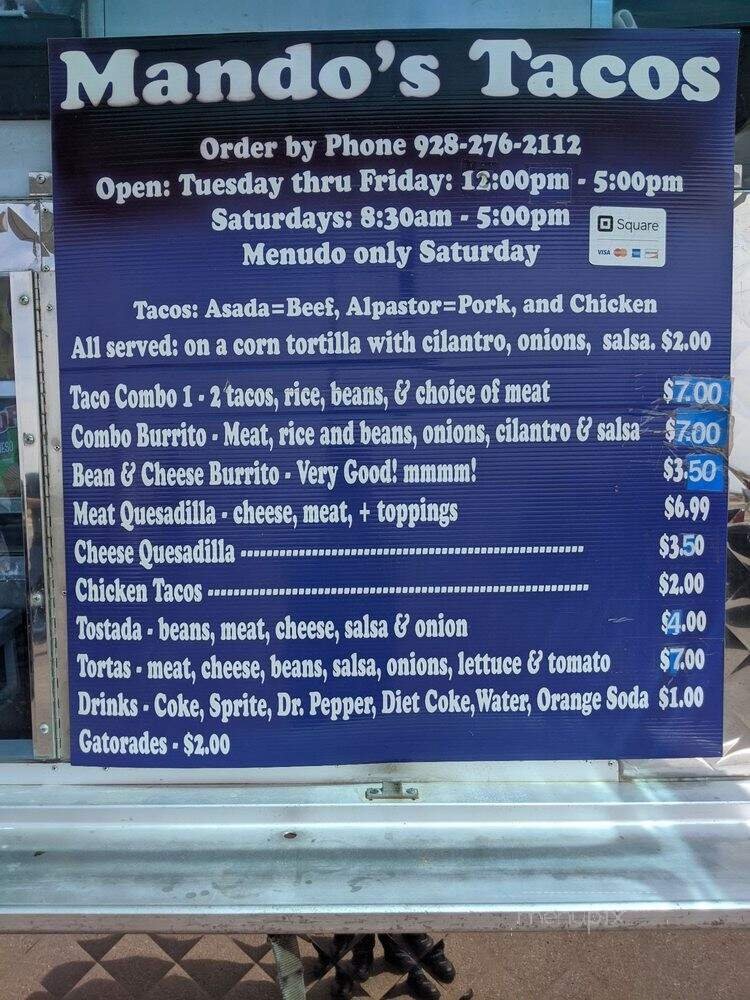 Mando's Tacos
Order by Phone 928-276-2112
Open: Tuesday thru Friday: 12:00pm - 5:00pm
Saturdays: 8:30am - 5:00pm
Square
VISA
Menudo only Saturday
Tacos: Asada=Beef, Alpastor=Pork, and Chicken
All served: on a corn tortilla with cilantro, onions, salsa. $2.00
Taco Combo 1 - 2 tacos, rice, beans, & choice of meat $7.00
Combo Burrito - Meat, rice and beans, onions, cilantro & salsa $7.00
Bean & Cheese Burrito - Very Good! mmmm! $3.50
Meat Quesadilla - cheese, meat, + toppings $6.99
Cheese Quesadilla ...................................................... $3.50
Chicken Tacos ............................................................ $2.00
Tostada - beans, meat, cheese, salsa & onion $4.00
Tortas - meat, cheese, beans, salsa, onions, lettuce & tomato $7.00
Drinks - Coke, Sprite, Dr. Pepper, Diet Coke,Water, Orange Soda $1.00
Gatorades - $2.00
menupix